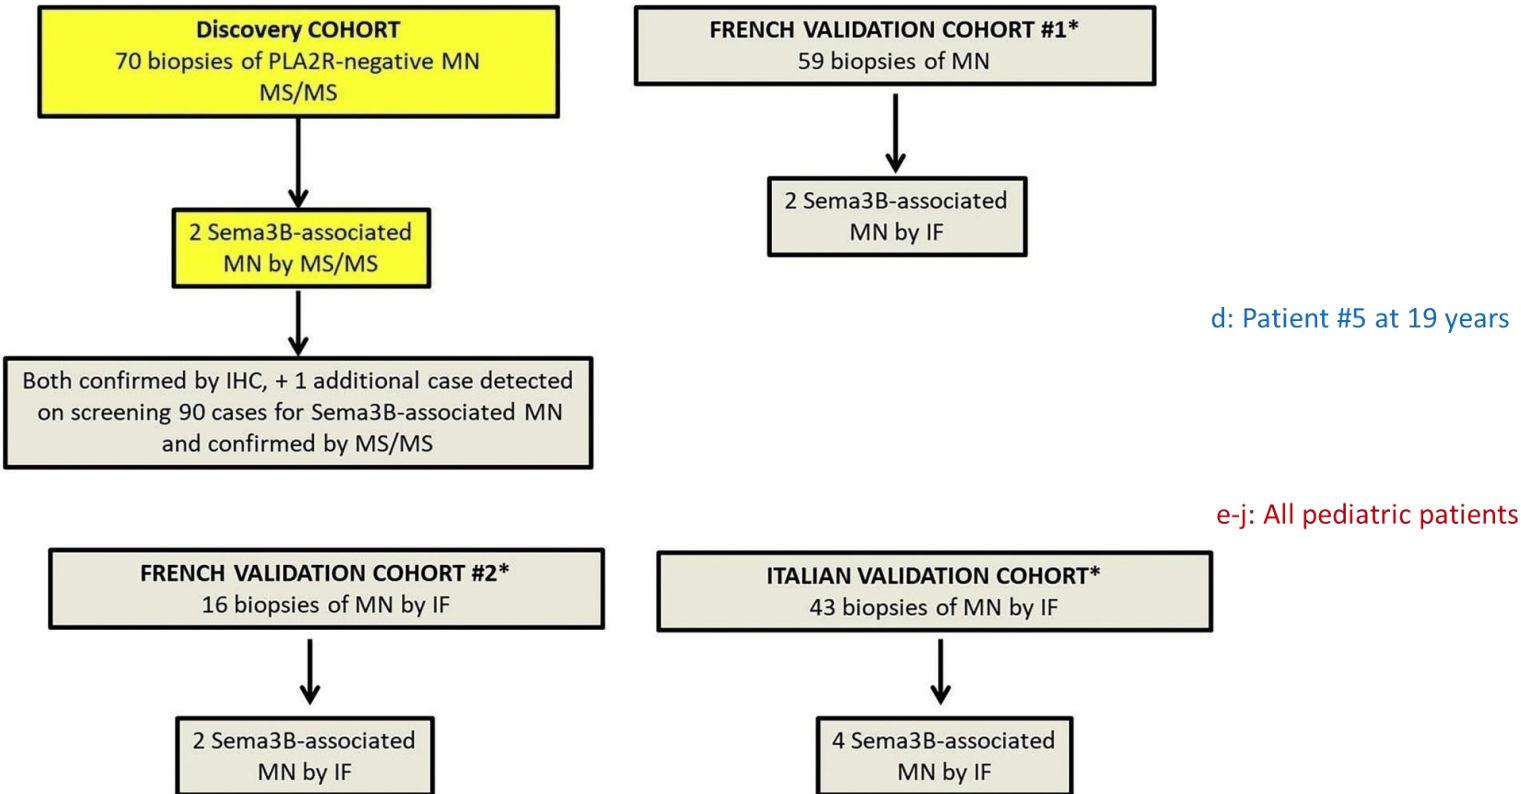 Discovery COHORT
70 biopsies of PLA2R-negative MN
MS/MS
2 Sema3B-associated
MN by MS/MS
Both confirmed by IHC, + 1 additional case detected
on screening 90 cases for Sema3B-associated MN
and confirmed by MS/MS
FRENCH VALIDATION COHORT #1*
59 biopsies of MN
2 Sema3B-associated
MN by IF
d: Patient #5 at 19 years
e-j: All pediatric patients
FRENCH VALIDATION COHORT #2*
16 biopsies of MN by IF
2 Sema3B-associated
MN by IF
ITALIAN VALIDATION COHORT*
43 biopsies of MN by IF
4 Sema3B-associated
MN by IF